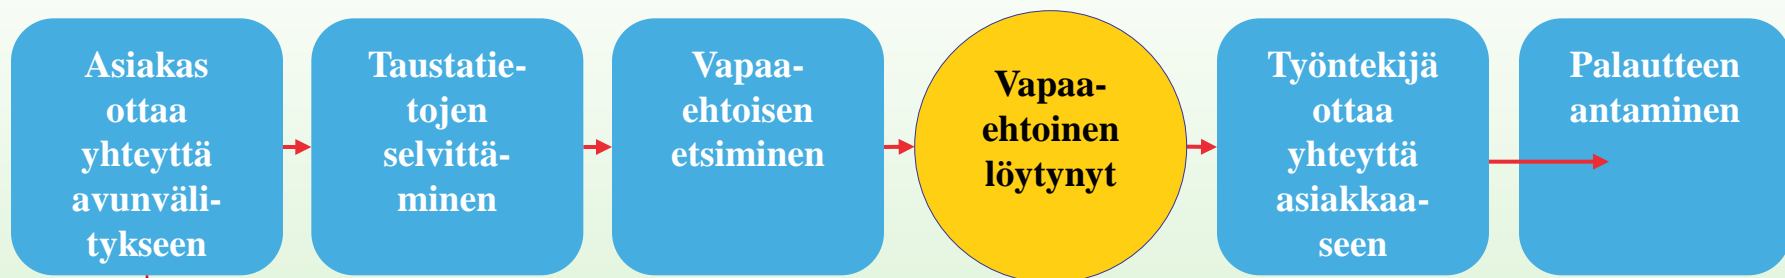 Asiakas
ottaa
yhteyttä
avunväli-
tykseen
Taustatie-
tojen
selvittä-
minen
Vapaa-
ehtoisen
etsiminen
Vapaa-
ehtoinen
löytynyt
Työntekijä
ottaa
yhteyttä
asiakkaa-
seen
Palautteen
antaminen